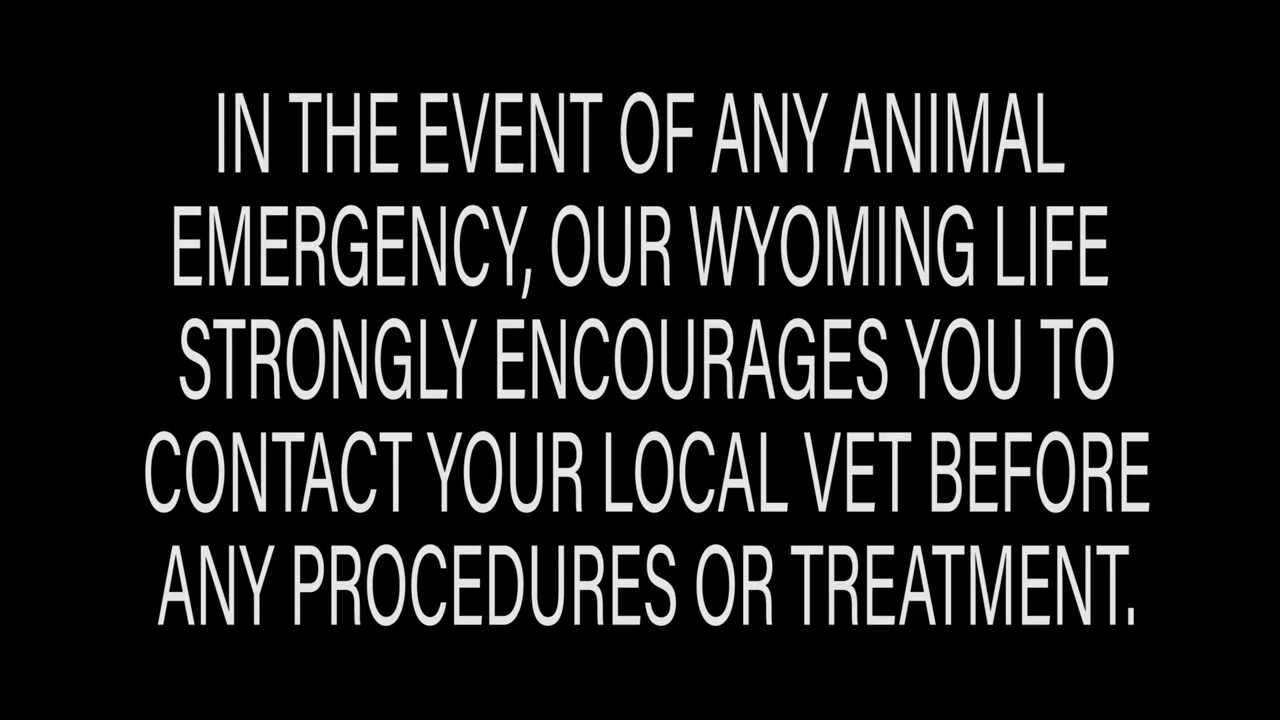 IN THE EVENT OF ANY ANIMAL
EMERGENCY, OUR WYOMING LIFE
STRONGLY ENCOURAGES YOU TO
CONTACT YOUR LOCAL VET BEFORE
ANY PROCEDURES OR TREATMENT.